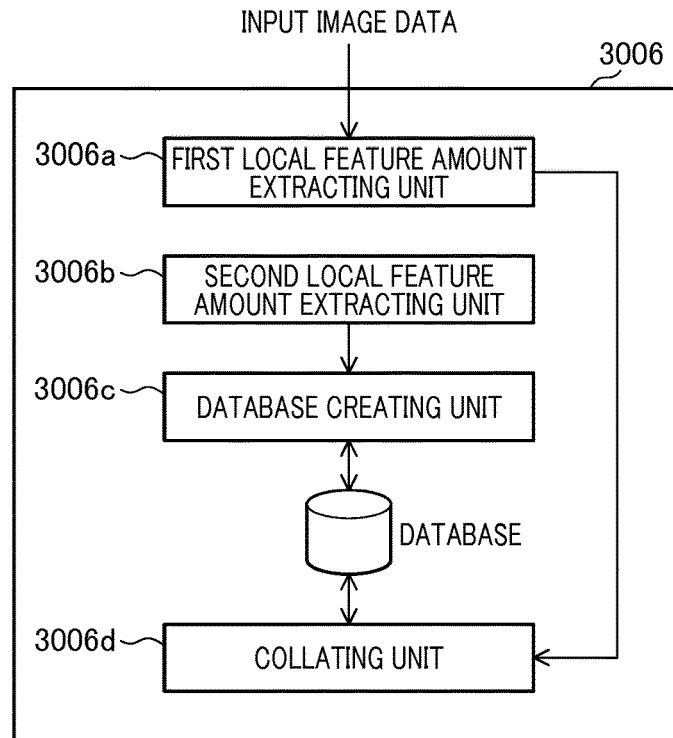 INPUT IMAGE DATA
3006
3006a
FIRST LOCAL FEATURE AMOUNT
EXTRACTING UNIT
3006b
SECOND LOCAL FEATURE
AMOUNT EXTRACTING UNIT
3006c
DATABASE CREATING UNIT
DATABASE
3006d
COLLATING UNIT